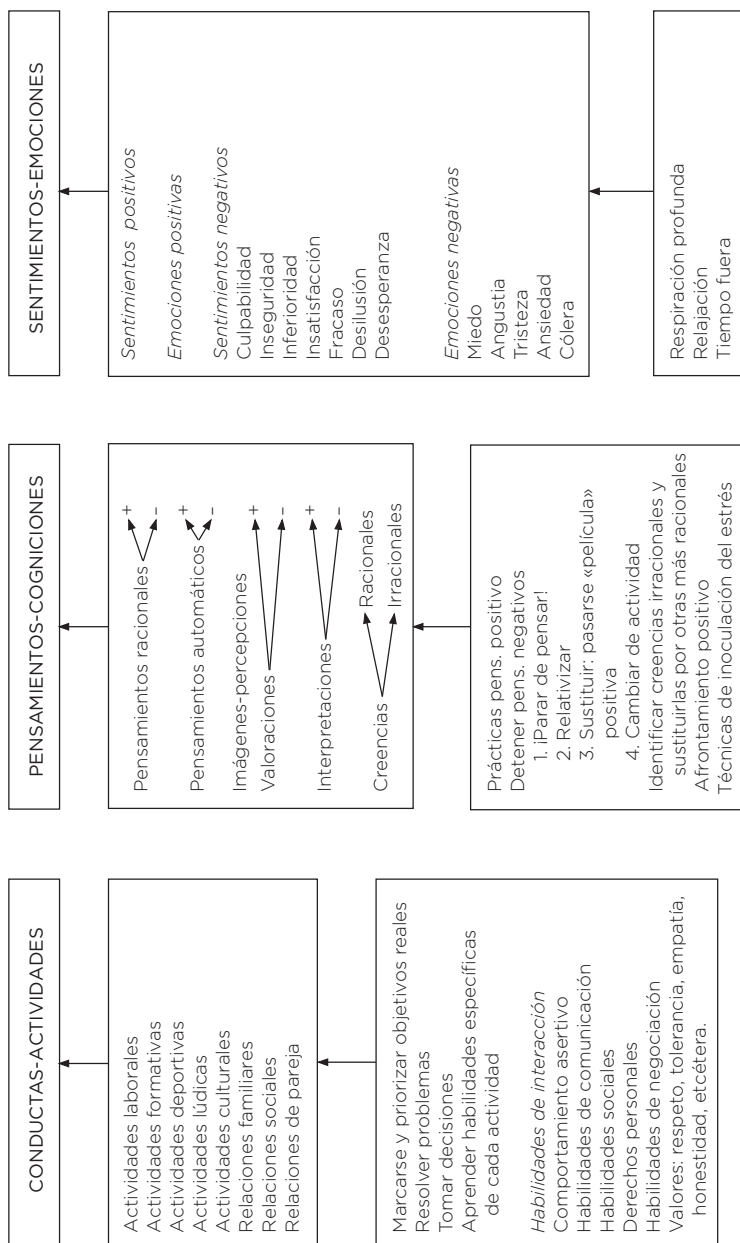 CONDUCTAS-ACTIVIDADES
Actividades laborales
Actividades formativas
Actividades deportivas
Actividades lúdicas
Actividades culturales
Relaciones familiares
Relaciones sociales
Relaciones de pareja
Marcarse y priorizar objetivos reales
Resolver problemas
Tomar decisiones
Aprender habilidades específicas
de cada actividad
Habilidades de interacción
Comportamiento asertivo
Habilidades de comunicación
Habilidades sociales
Derechos personales
Habilidades de negociación
Valores: respeto, tolerancia, empatía,
honestidad, etcétera.
PENSAMIENTOS-COGNICIONES
Pensamientos racionales + –
Pensamientos automáticos + –
Imágenes-percepciones
Valoraciones + –
Interpretaciones + –
Creencias Racionales
Irracionales
Prácticas pens. positivo
Detener pens. negativos
1. ¡Parar de pensar!
2. Relativizar
3. Sustituir: pasarse «película»
positiva
4. Cambiar de actividad
Identificar creencias irracionales y
sustituirlas por otras más racionales
Afrontamiento positivo
Técnicas de inoculación del estrés
SENTIMIENTOS-EMOCIONES
Sentimientos positivos
Emociones positivas
Sentimientos negativos
Culpabilidad
Inseguridad
Inferioridad
Insatisfacción
Fracaso
Desilusión
Desesperanza
Emociones negativas
Miedo
Angustia
Tristeza
Ansiedad
Cólera
Respiración profunda
Relajación
Tiempo fuera